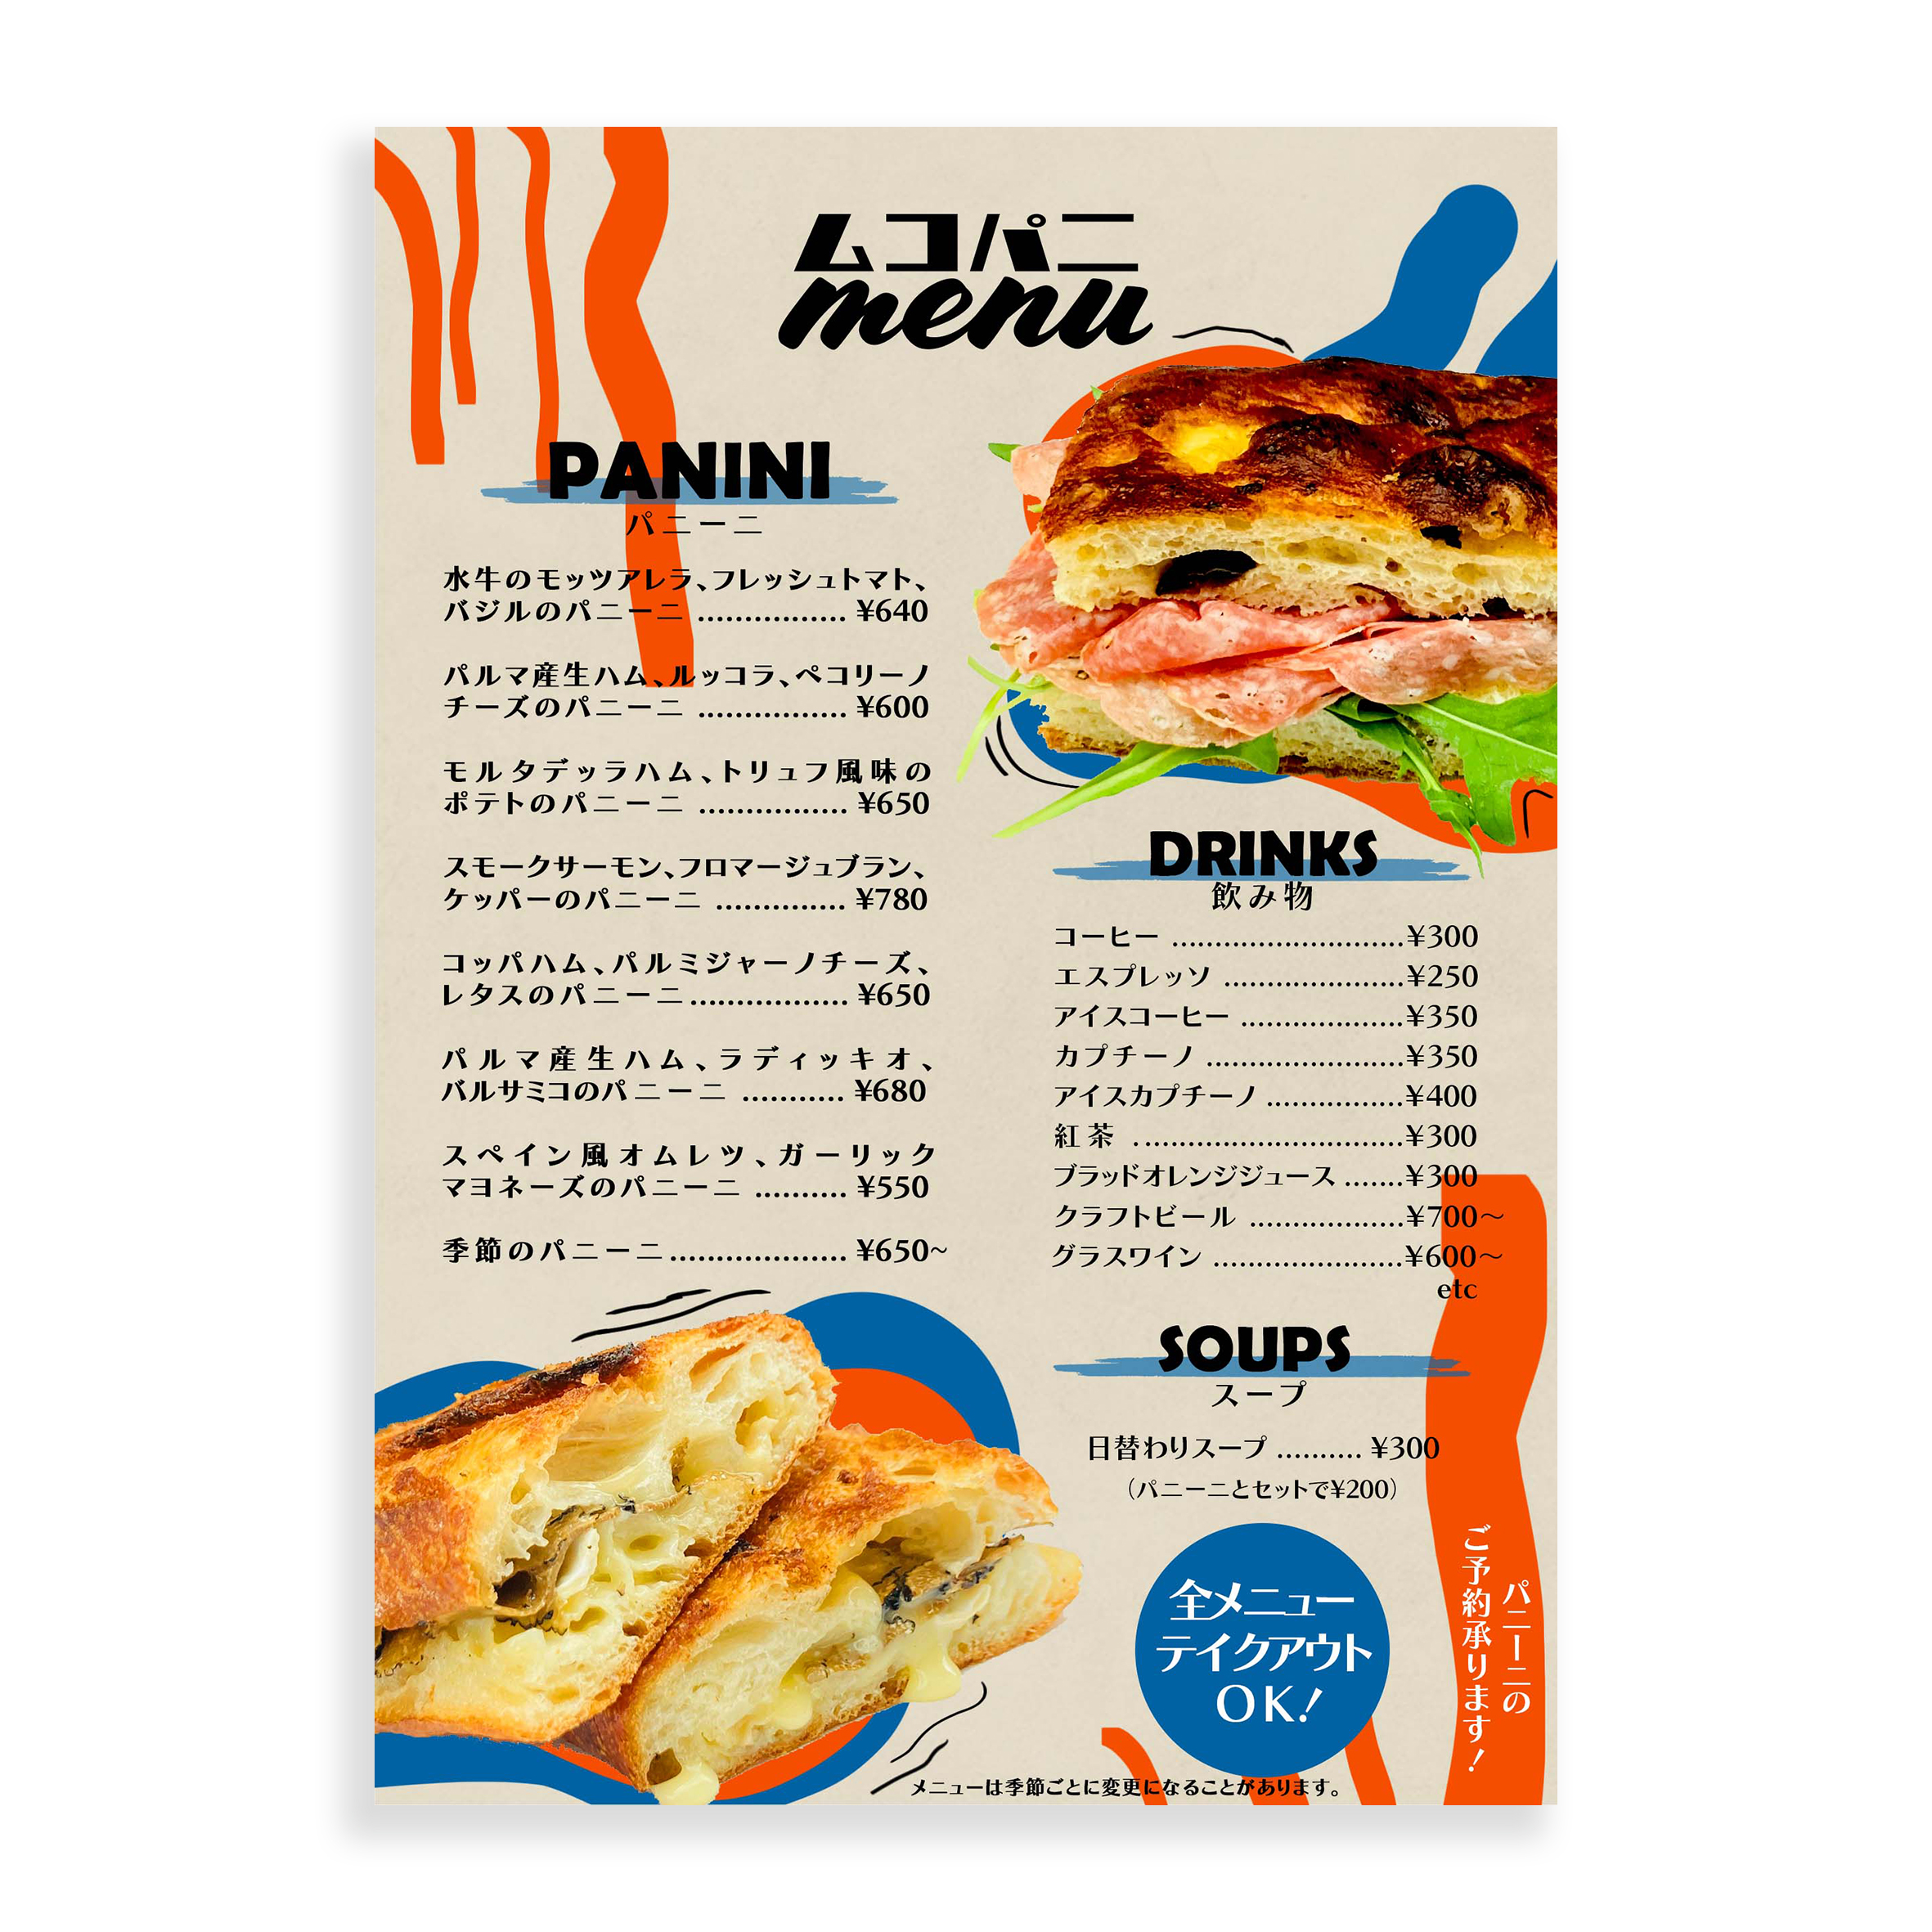 ムコパニ
menu
PANINI
パニーニ
水牛のモッツアレラ、フレッシュトマト、
バジルのパニーニ ................ ¥640
パルマ産生ハム、ルッコラ、ペコリーノ
チーズのパニーニ ................ ¥600
モルタデッラハム、トリュフ風味の
ポテトのパニーニ ................ ¥650
スモークサーモン、フロマージュブラン、
ケッパーのパニーニ .............. ¥780
コッパハム、パルミジャーノチーズ、
レタスのパニーニ................. ¥650
パルマ産生ハム、ラディッキオ、
バルサミコのパニーニ ........... ¥680
スペイン風オムレツ、ガーリック
マヨネーズのパニーニ .......... ¥550
季節のパニーニ................... ¥650~
DRINKS
飲み物
コーヒー ...........................¥300
エスプレッソ .....................¥250
アイスコーヒー ...................¥350
カプチーノ .......................¥350
アイスカプチーノ ................¥400
紅茶 ................................¥300
ブラッドオレンジジュース .......¥300
クラフトビール ..................¥700〜
グラスワイン ......................¥600〜
etc
SOUPS
スープ
日替わりスープ .......... ¥300
（パニーニとセットで¥200）
全メニュー
テイクアウト
OK!
パニーニの
ご予約承ります！
メニューは季節ごとに変更になることがあります。